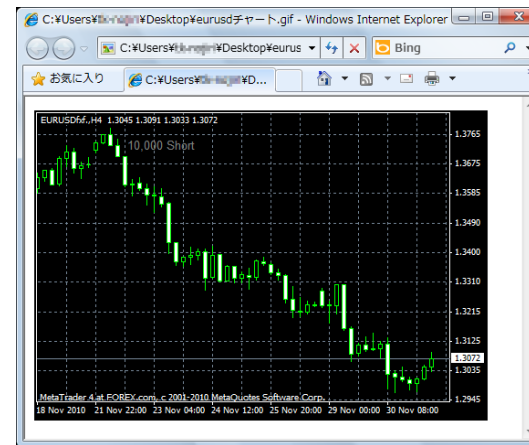 C:¥Users¥ ¥Desktop¥eurusdチャート.gif - Windows Internet Explorer
C:¥Users¥ ¥Desktop¥eurus
Bing
お気に入り
C:¥Users¥ ¥D...
EURUSDfxf.,H4 1.3045 1.3091 1.3033 1.3072
10,000 Short
1.3765
1.3675
1.3585
1.3490
1.3400
1.3310
1.3215
1.3125
1.3072
1.3035
1.2945
MetaTrader 4 at FOREX.com, c 2001-2010 MetaQuotes Software Corp.
18 Nov 2010 21 Nov 22:00 23 Nov 04:00 24 Nov 12:00 25 Nov 20:00 29 Nov 00:00 30 Nov 08:00